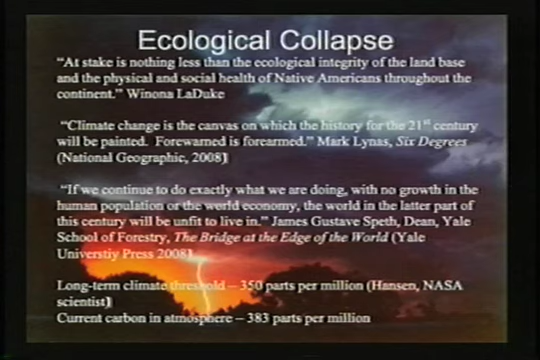 Ecological Collapse
“At stake is nothing less than the ecological integrity of the land base
and the physical and social health of Native Americans throughout the
continent.” Winona LaDuke
“Climate change is the canvas on which the history for the 21st century
will be painted. Forewarned is forearmed.” Mark Lynas, Six Degrees
(National Geographic, 2008)
“If we continue to do exactly what we are doing, with no growth in the
human population or the world economy, the world in the latter part of
this century will be unfit to live in.” James Gustave Speth, Dean, Yale
School of Forestry, The Bridge at the Edge of the World (Yale
Universtiy Press 2008)
Long-term climate threshold – 350 parts per million (Hansen, NASA
scientist)
Current carbon in atmosphere – 383 parts per million